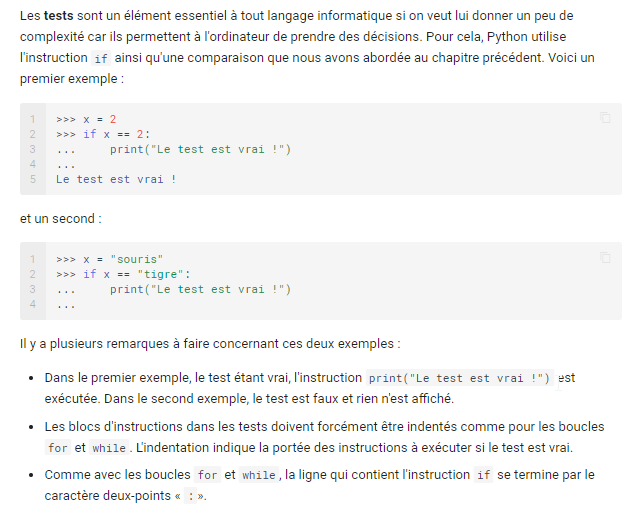 Les tests sont un élément essentiel à tout langage informatique si on veut lui donner un peu de
complexité car ils permettent à l'ordinateur de prendre des décisions. Pour cela, Python utilise
l'instruction if ainsi qu'une comparaison que nous avons abordée au chapitre précédent. Voici un
premier exemple :
1 >>> x = 2
2 >>> if x == 2:
3 ...     print("Le test est vrai !")
4 ...
5 Le test est vrai !
et un second :
1 >>> x = "souris"
2 >>> if x == "tigre":
3 ...     print("Le test est vrai !")
4 ...
Il y a plusieurs remarques à faire concernant ces deux exemples :
• Dans le premier exemple, le test étant vrai, l'instruction print("Le test est vrai !") est
exécutée. Dans le second exemple, le test est faux et rien n'est affiché.
• Les blocs d'instructions dans les tests doivent forcément être indentés comme pour les boucles
for et while. L'indentation indique la portée des instructions à exécuter si le test est vrai.
• Comme avec les boucles for et while, la ligne qui contient l'instruction if se termine par le
caractère deux-points « : ».